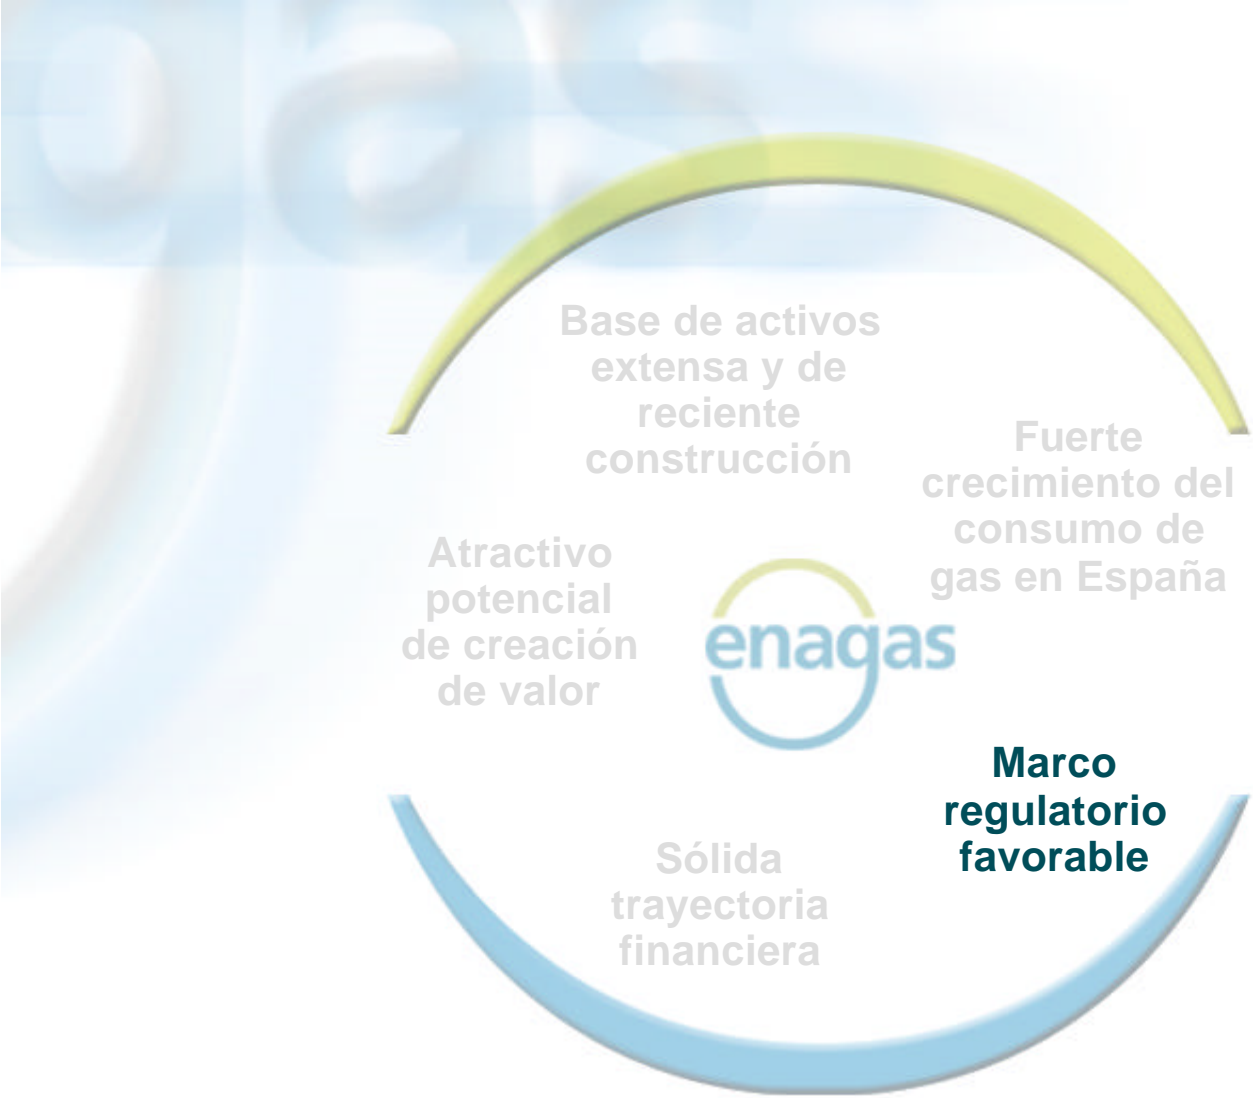 gas
Base de activos
extensa y de
reciente
construcción
Fuerte
crecimiento del
consumo de
gas en España
Atractivo
potencial
de creación
de valor
enagas
Marco
regulatorio
favorable
Sólida
trayectoria
financiera